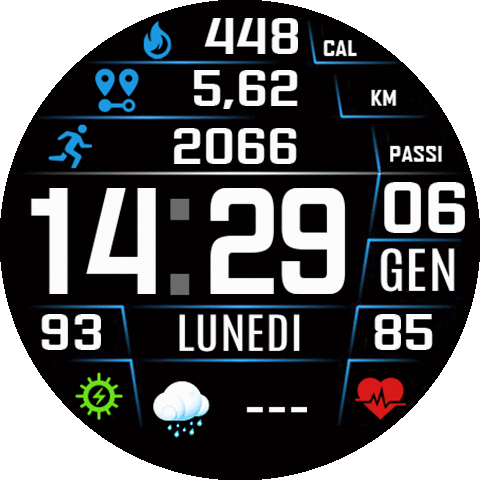 448 CAL
5,62 KM
2066 PASSI
14:29
06
GEN
93 LUNEDI 85
---